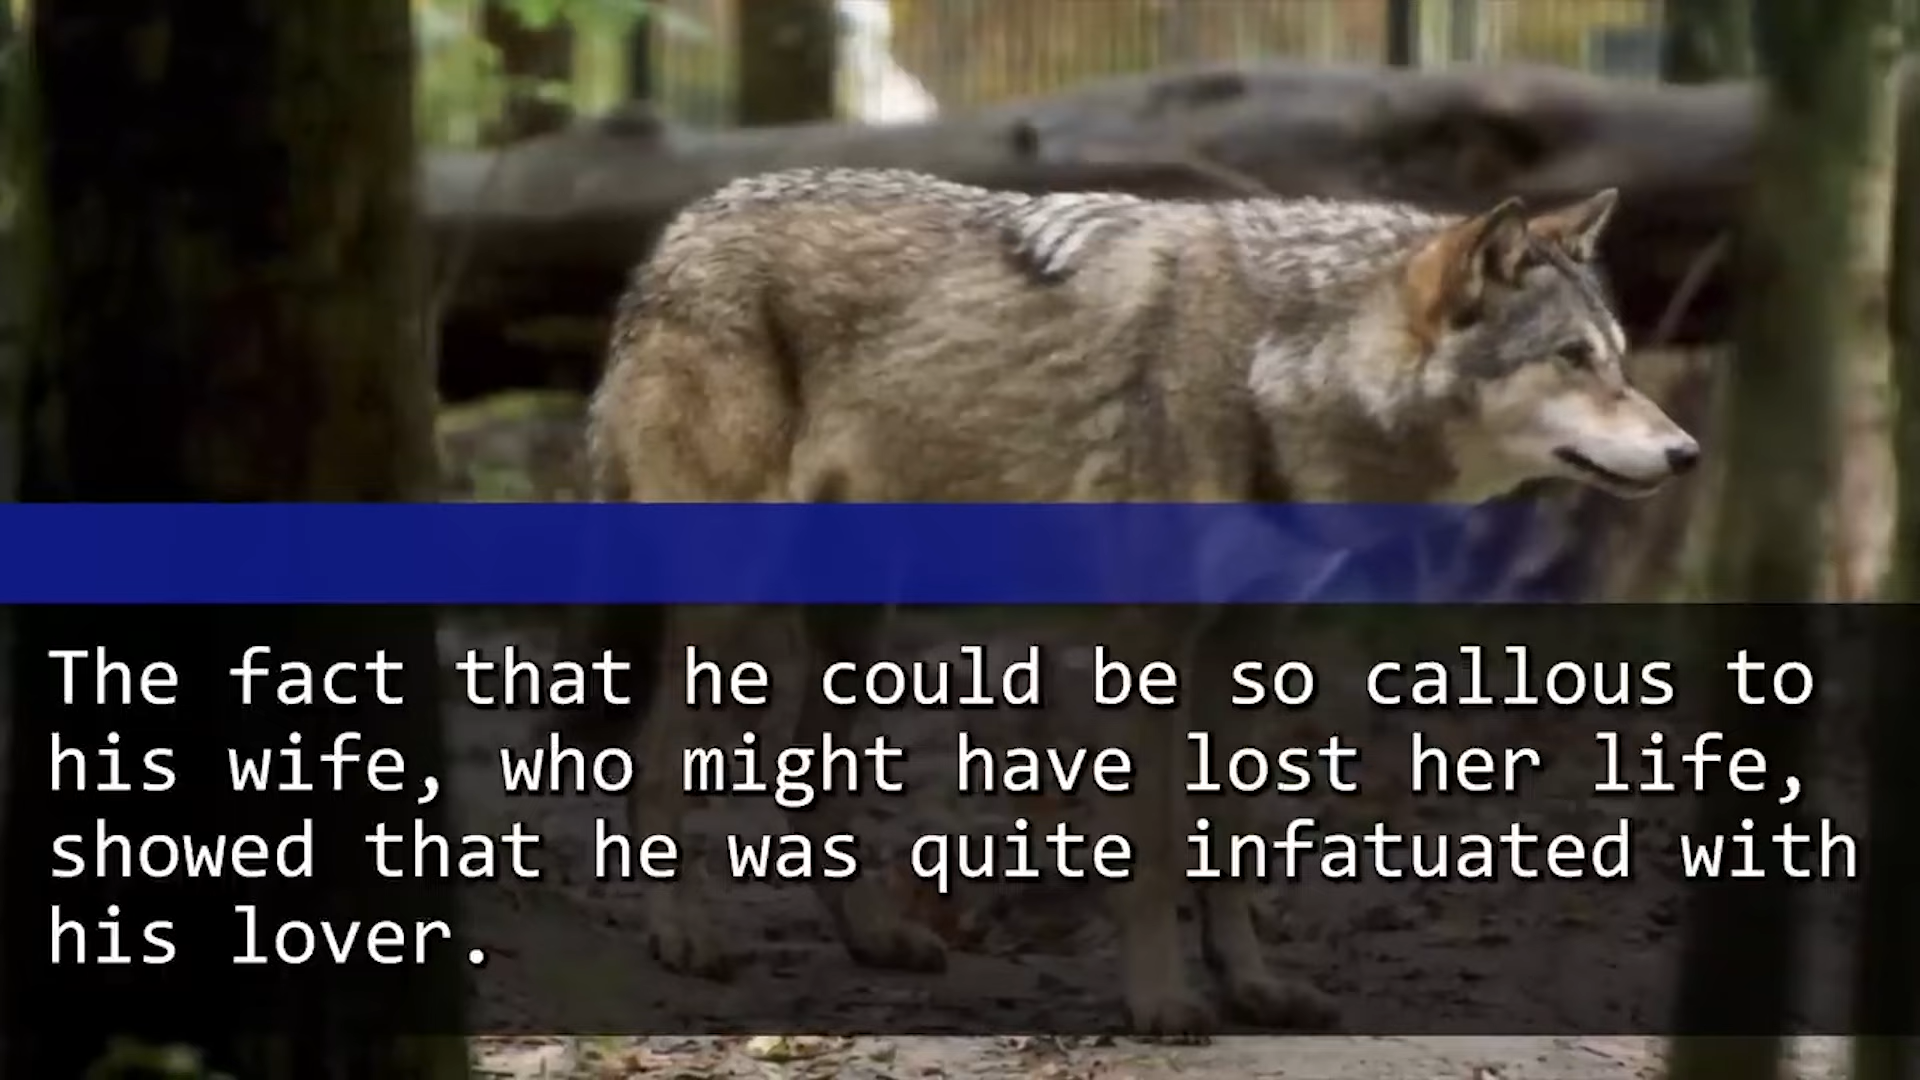 The fact that he could be so callous to
his wife, who might have lost her life,
showed that he was quite infatuated with
his lover.